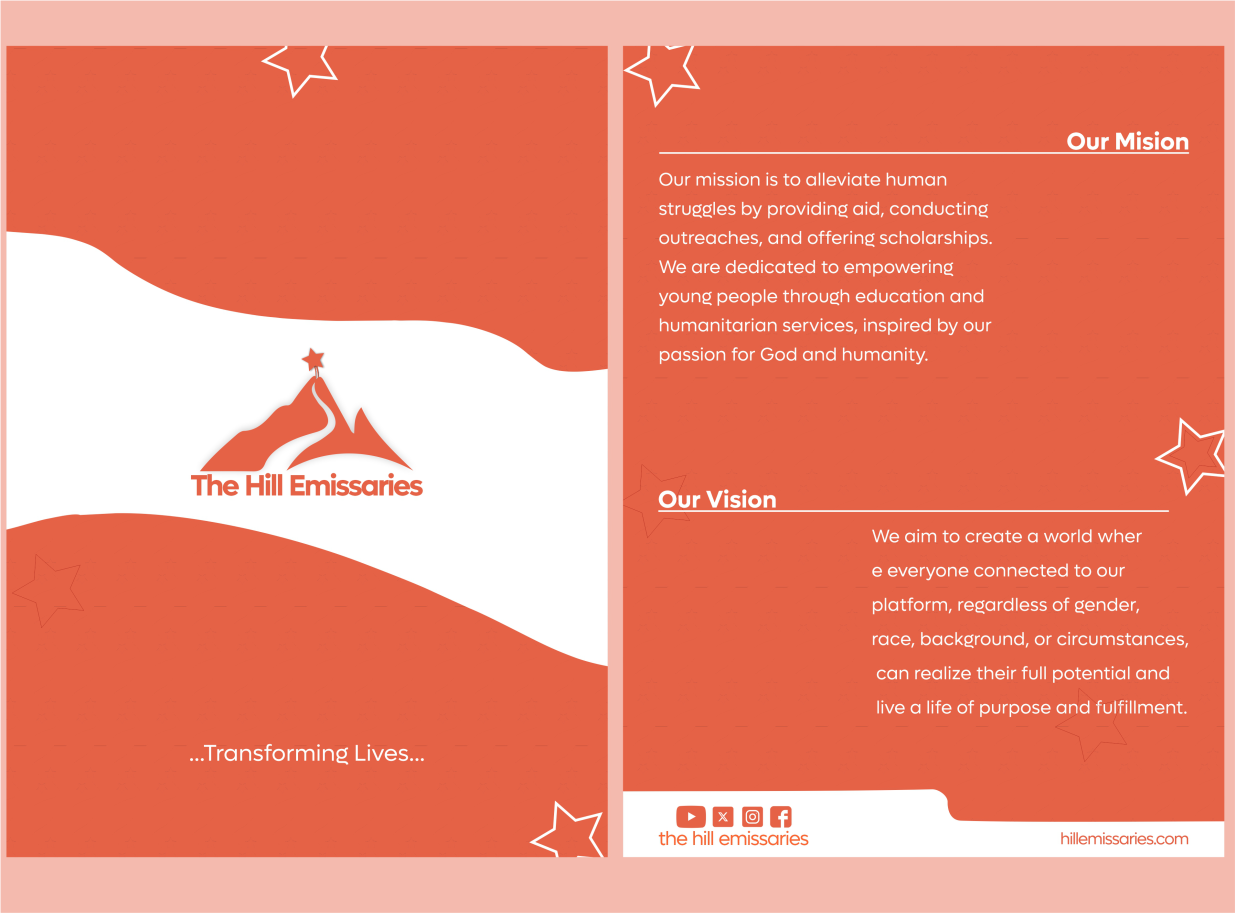 The Hill Emissaries
...Transforming Lives...
Our Mision
Our mission is to alleviate human
struggles by providing aid, conducting
outreaches, and offering scholarships.
We are dedicated to empowering
young people through education and
humanitarian services, inspired by our
passion for God and humanity.
Our Vision
We aim to create a world wher
e everyone connected to our
platform, regardless of gender,
race, background, or circumstances,
can realize their full potential and
live a life of purpose and fulfillment.
the hill emissaries
hillemissaries.com